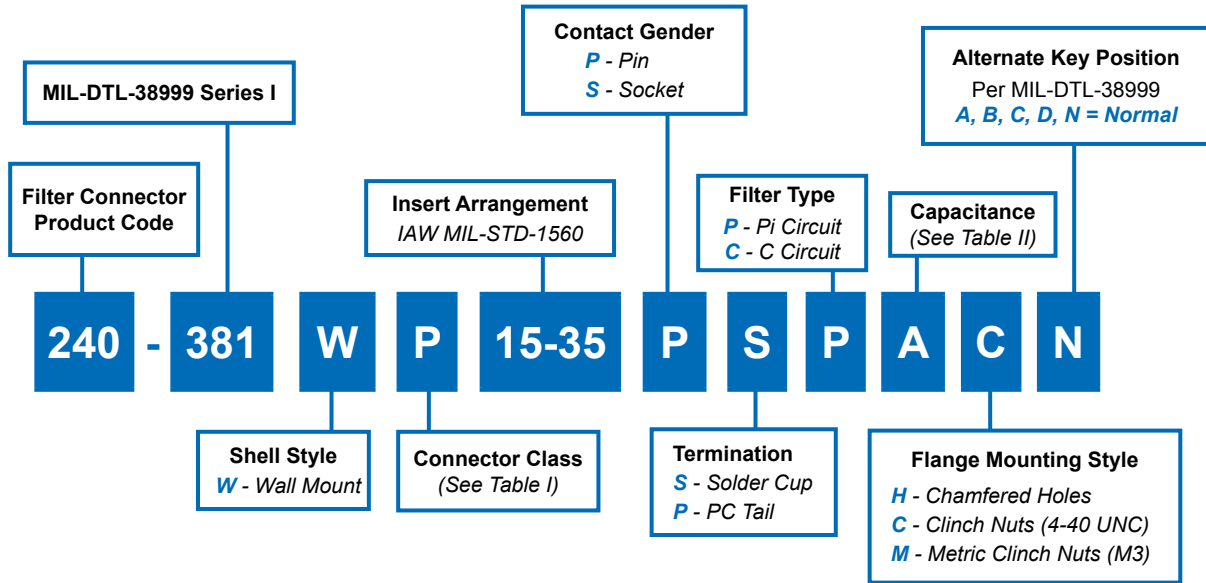 Contact Gender
P - Pin
S - Socket
Alternate Key Position
Per MIL-DTL-38999
A, B, C, D, N = Normal
MIL-DTL-38999 Series I
Filter Connector
Product Code
Insert Arrangement
IAW MIL-STD-1560
Filter Type
P - Pi Circuit
C - C Circuit
Capacitance
(See Table II)
240 - 381 W P 15-35 P S P A C N
Shell Style
W - Wall Mount
Connector Class
(See Table I)
Termination
S - Solder Cup
P - PC Tail
Flange Mounting Style
H - Chamfered Holes
C - Clinch Nuts (4-40 UNC)
M - Metric Clinch Nuts (M3)